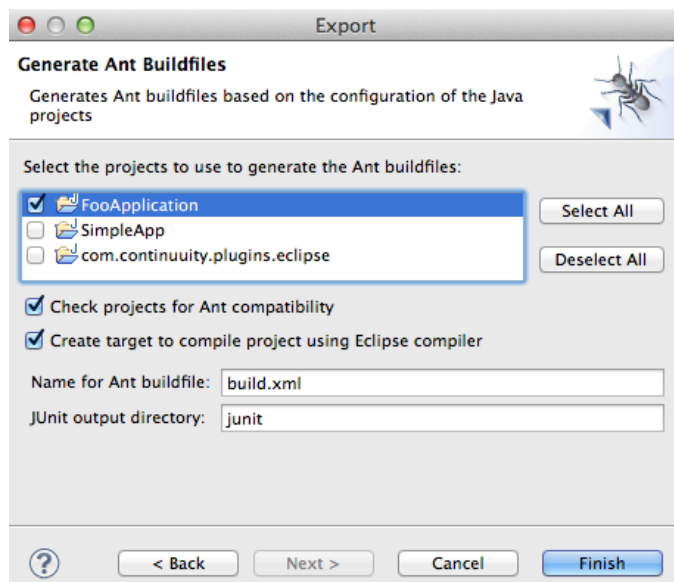 Export
Generate Ant Buildfiles
Generates Ant buildfiles based on the configuration of the Java
projects
Select the projects to use to generate the Ant buildfiles:
FooApplication
Select All
SimpleApp
com.continuuity.plugins.eclipse
Deselect All
Check projects for Ant compatibility
Create target to compile project using Eclipse compiler
Name for Ant buildfile: build.xml
JUnit output directory: junit
? < Back Next > Cancel Finish